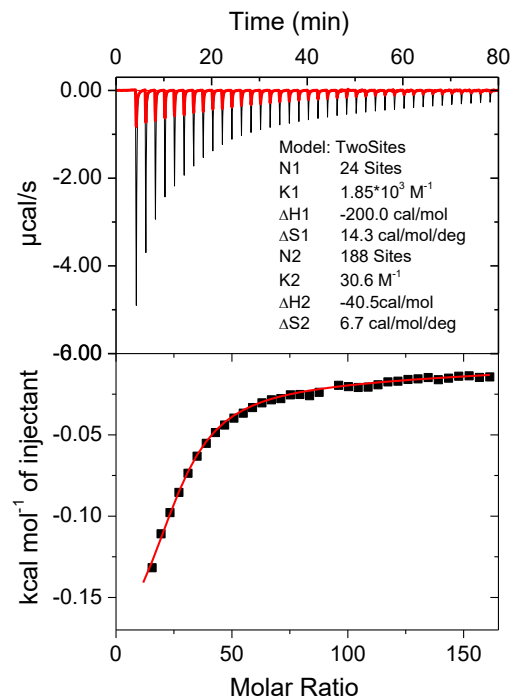 Time (min)
0 20 40 60 80
0.00
-2.00
-4.00
-6.00
µcal/s
Model: TwoSites
N1 24 Sites
K1 1.85*10³ M⁻¹
ΔH1 -200.0 cal/mol
ΔS1 14.3 cal/mol/deg
N2 188 Sites
K2 30.6 M⁻¹
ΔH2 -40.5cal/mol
ΔS2 6.7 cal/mol/deg
0.00
-0.05
-0.10
-0.15
kcal mol⁻¹ of injectant
0 50 100 150
Molar Ratio